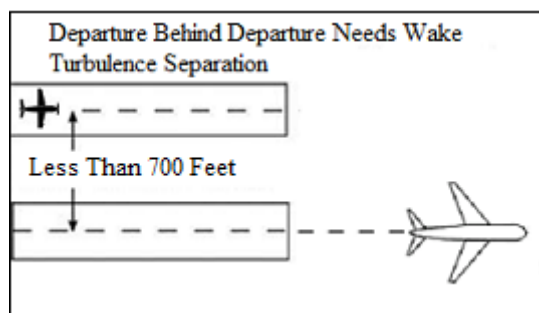 Departure Behind Departure Needs Wake
Turbulence Separation
Less Than 700 Feet